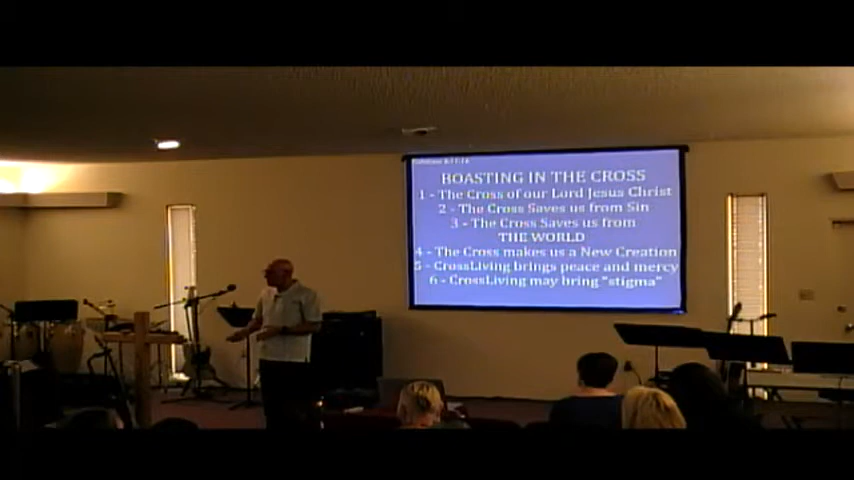 BOASTING IN THE CROSS
1 - The Cross of our Lord Jesus Christ
2 - The Cross Saves us from Sin
3 - The Cross Saves us from
THE WORLD
4 - The Cross makes us a New Creation
5 - CrossLiving brings peace and mercy
6 - CrossLiving may bring "stigma"